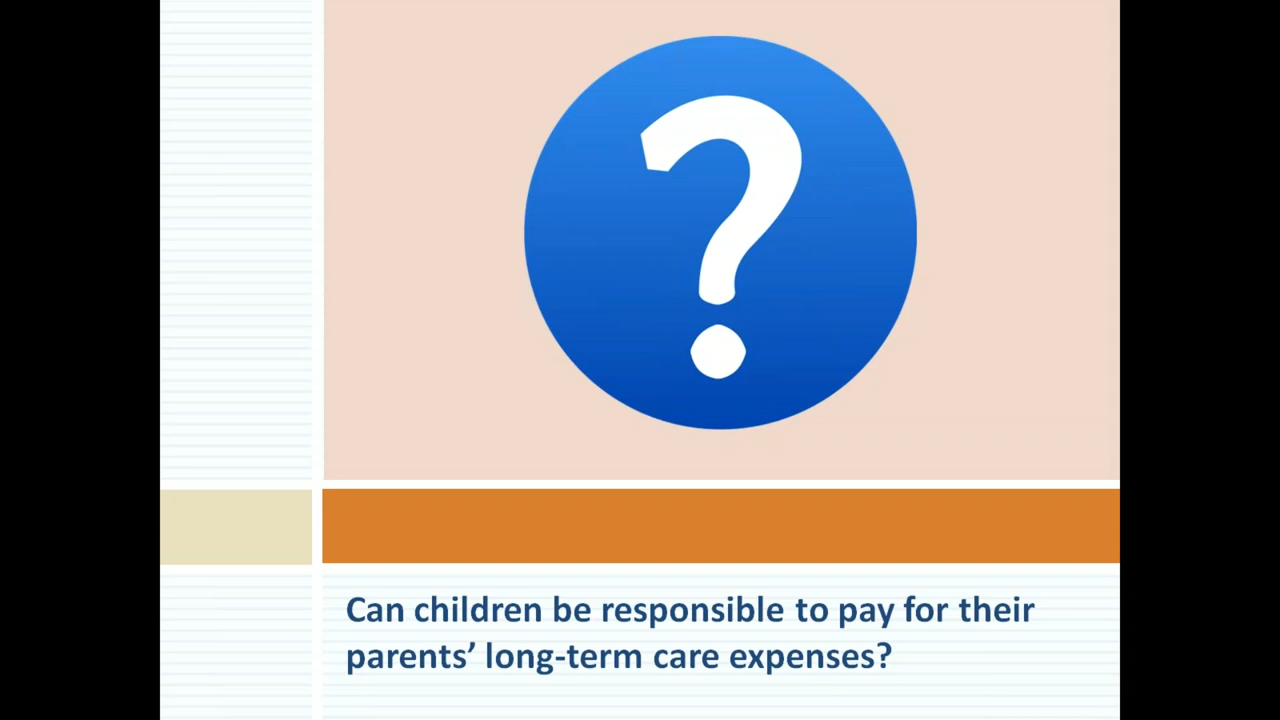 ?
Can children be responsible to pay for their
parents’ long-term care expenses?